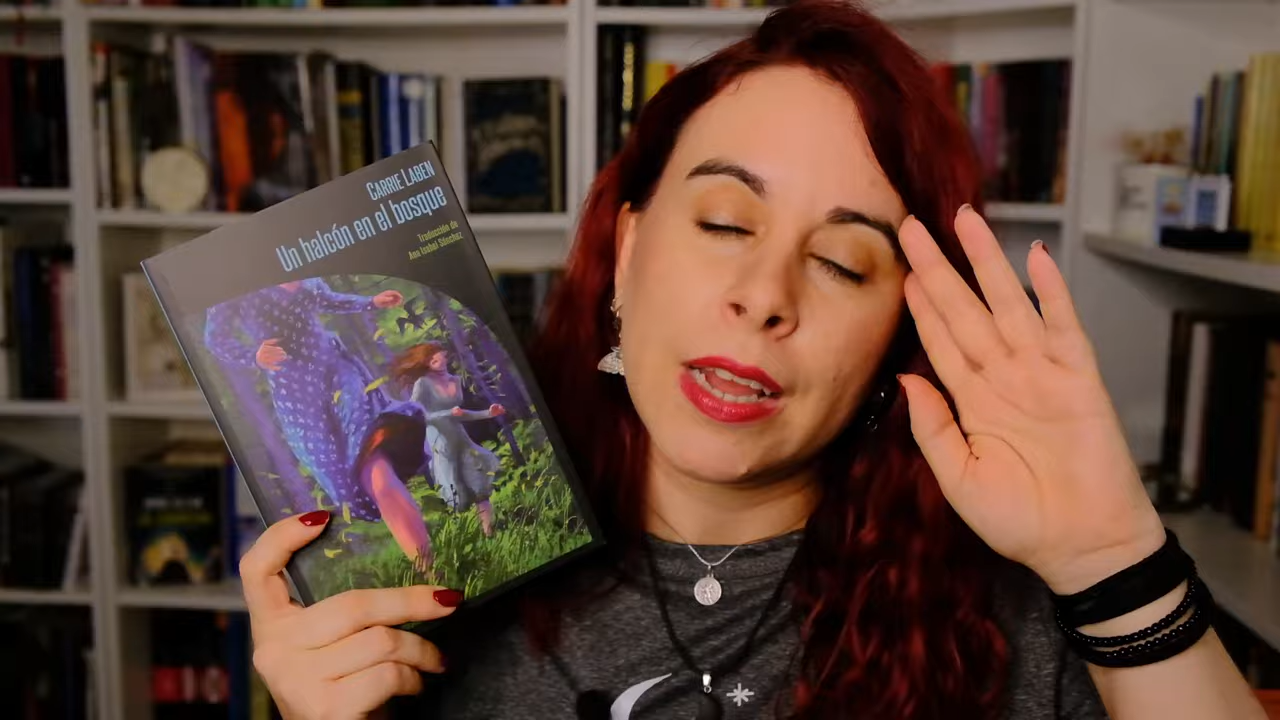 CARRIE LABEN
Un halcón en el bosque
Traducción de
Ana Isabel Sánchez